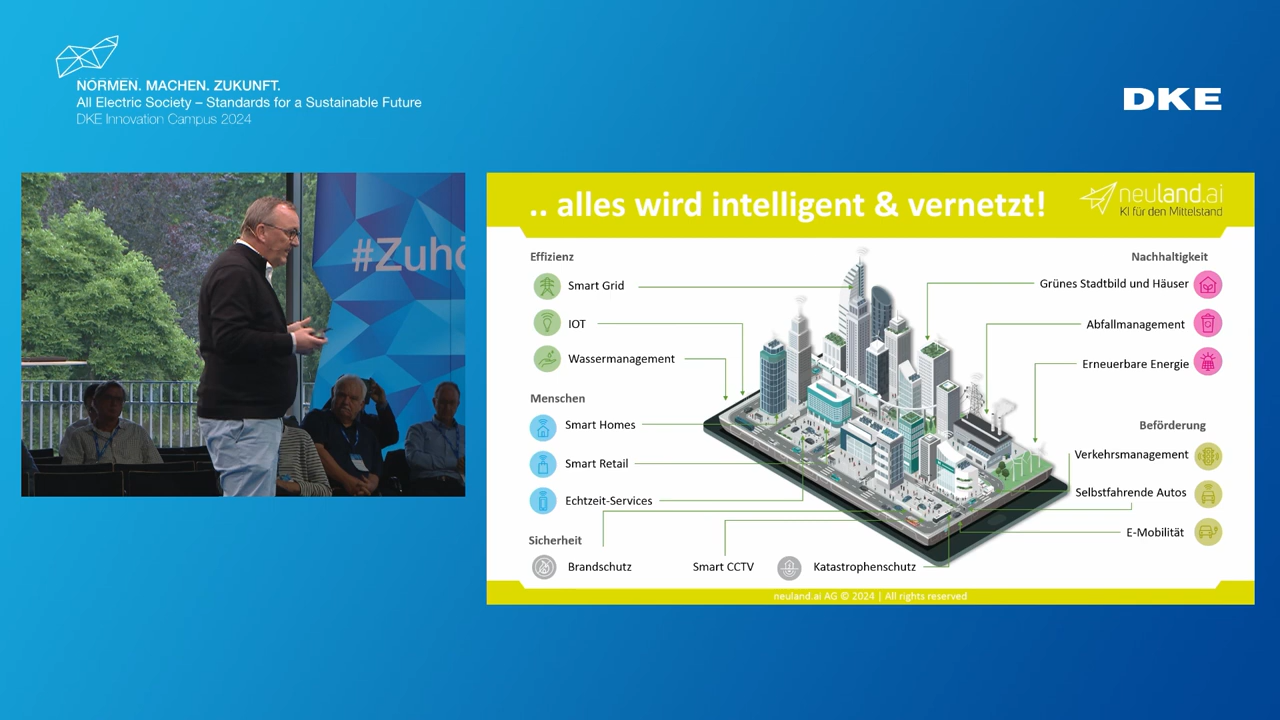 NORMEN. MACHEN. ZUKUNFT.
All Electric Society – Standards for a Sustainable Future
DKE Innovation Campus 2024
DKE
#Zuhö
.. alles wird intelligent & vernetzt!
neuland.ai
KI für den Mittelstand
Effizienz
Smart Grid
IOT
Wassermanagement
Menschen
Smart Homes
Smart Retail
Echtzeit-Services
Sicherheit
Brandschutz
Smart CCTV
Katastrophenschutz
Nachhaltigkeit
Grünes Stadtbild und Häuser
Abfallmanagement
Erneuerbare Energie
Beförderung
Verkehrsmanagement
Selbstfahrende Autos
E-Mobilität
neuland.ai AG © 2024 | All rights reserved